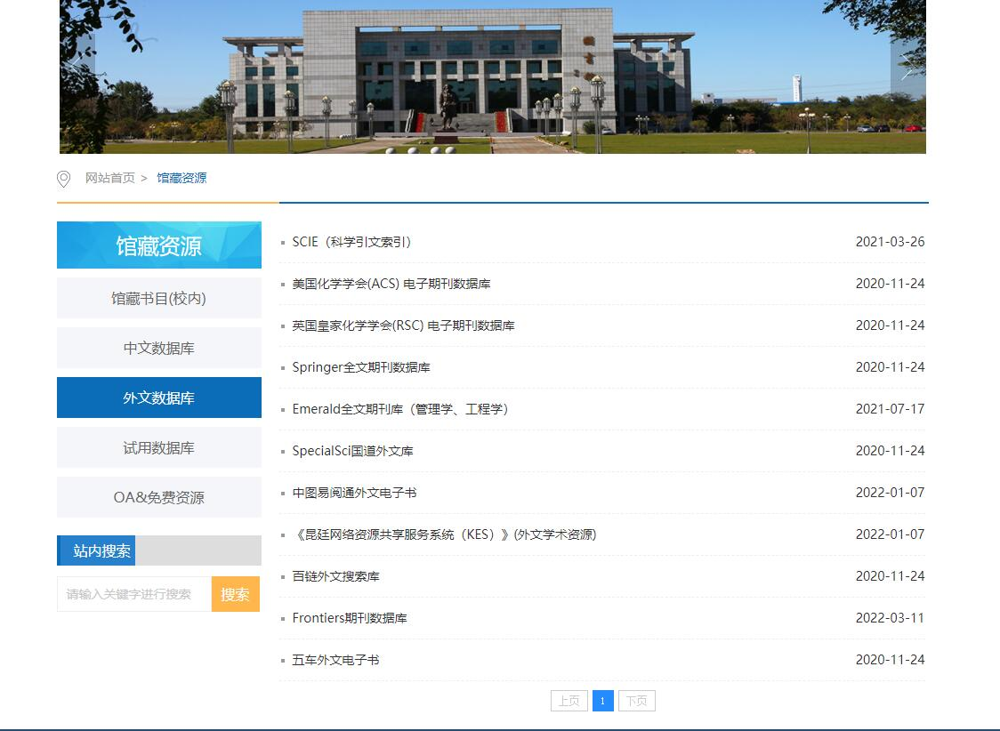 网站首页 > 馆藏资源
馆藏资源
馆藏书目(校内)
中文数据库
外文数据库
试用数据库
OA&免费资源
站内搜索
请输入关键字进行搜索 搜索
SCIE（科学引文索引） 2021-03-26
美国化学学会(ACS) 电子期刊数据库 2020-11-24
英国皇家化学学会(RSC) 电子期刊数据库 2020-11-24
Springer全文期刊数据库 2020-11-24
Emerald全文期刊库（管理学、工程学） 2021-07-17
SpecialSci国道外文库 2020-11-24
中图易阅通外文电子书 2022-01-07
《昆廷网络资源共享服务系统（KES）》(外文学术资源) 2022-01-07
百链外文搜索库 2020-11-24
Frontiers期刊数据库 2022-03-11
五车外文电子书 2020-11-24
上页 1 下页